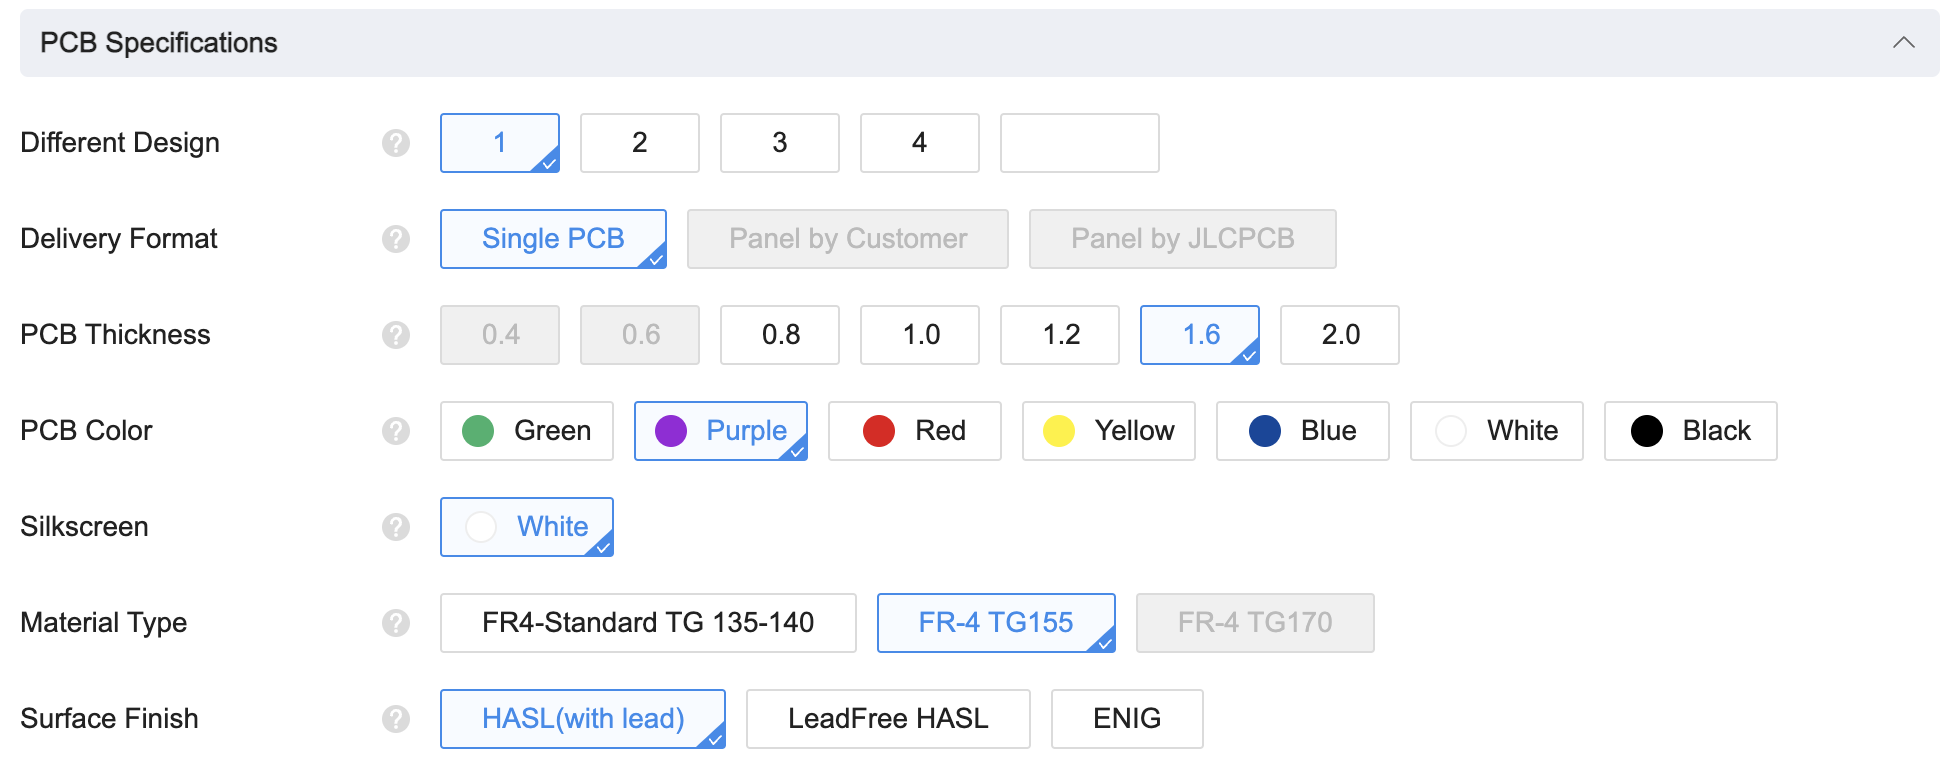 PCB Specifications
Different Design ? 1 2 3 4
Delivery Format ? Single PCB Panel by Customer Panel by JLCPCB
PCB Thickness ? 0.4 0.6 0.8 1.0 1.2 1.6 2.0
PCB Color ? Green Purple Red Yellow Blue White Black
Silkscreen ? White
Material Type ? FR4-Standard TG 135-140 FR-4 TG155 FR-4 TG170
Surface Finish ? HASL(with lead) LeadFree HASL ENIG